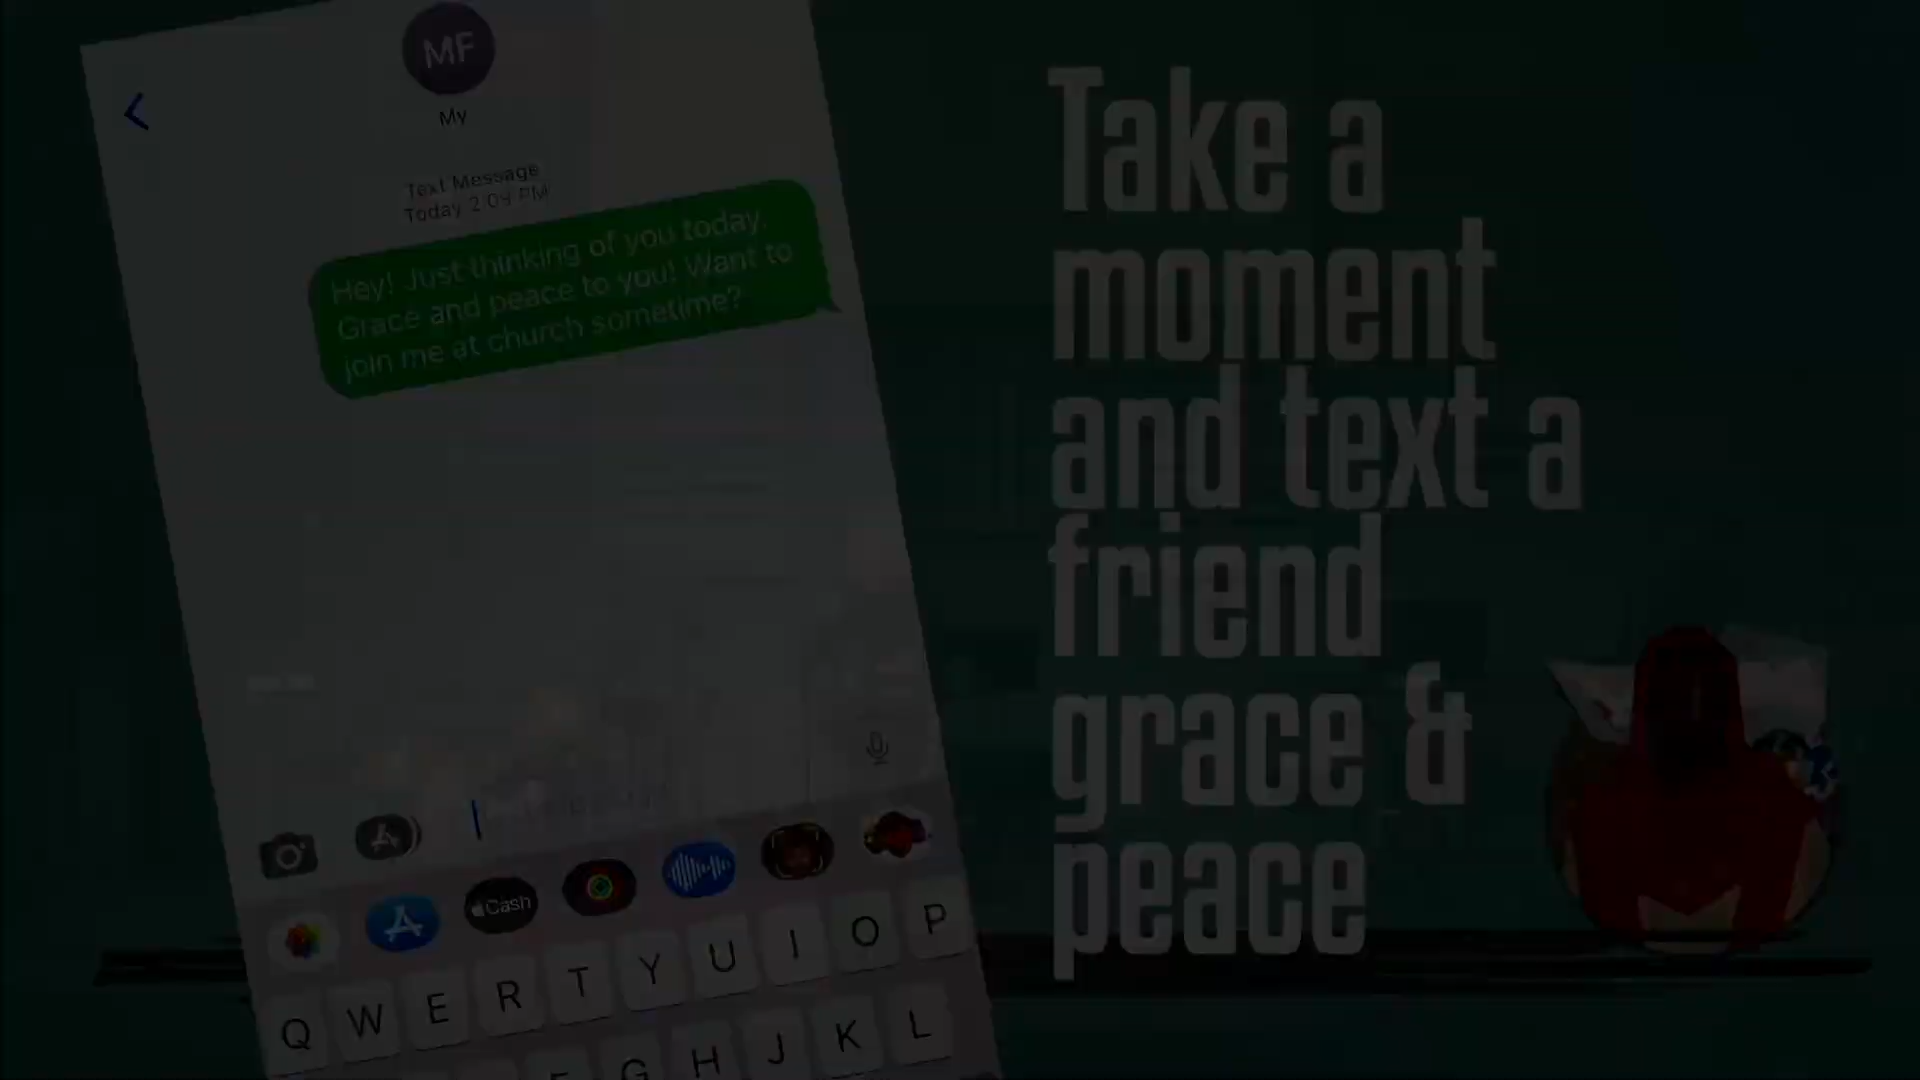 MF
My
Text Message
Today 2:09 PM
Hey! Just thinking of you today.
Grace and peace to you! Want to
join me at church sometime?
Cash
Q W E R T Y U I O P
G H J K L
Take a
moment
and text a
friend
grace &
peace